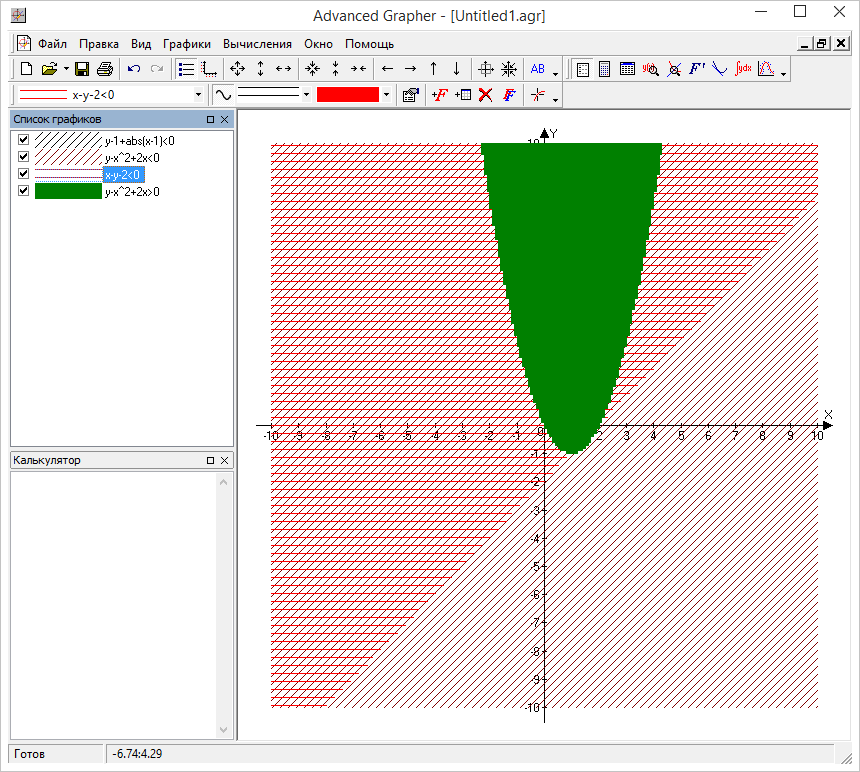 Advanced Grapher - [Untitled1.agr]
Файл Правка Вид Графики Вычисления Окно Помощь
AB y(x) F' ∫ydx
x-y-2<0 +F F
Список графиков
y-1+abs(x-1)<0
y-x^2+2x<0
x-y-2<0
y-x^2+2x>0
Калькулятор
Y
10
X
-10 -9 -8 -7 -6 -5 -4 -3 -2 -1 0 1 2 3 4 5 6 7 8 9 10
-1
-2
-3
-4
-5
-6
-7
-8
-9
-10
Готов -6.74:4.29